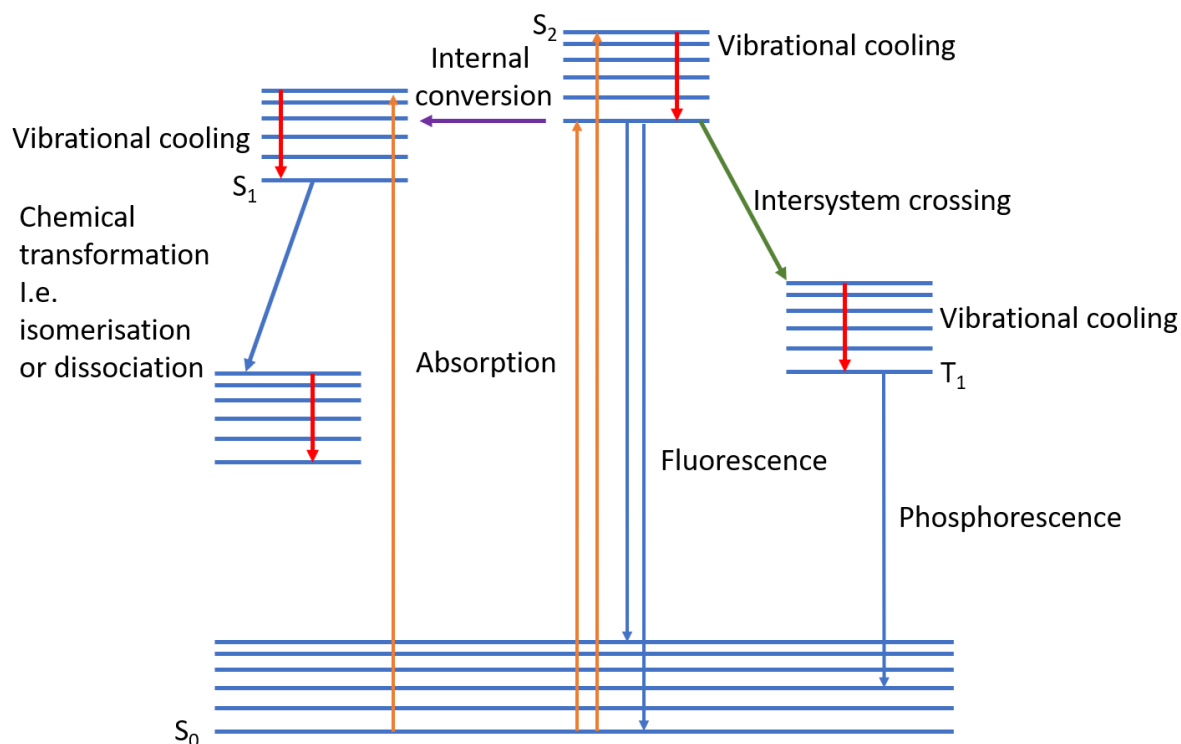 S₂
Vibrational cooling
Internal
conversion
Vibrational cooling
S₁
Intersystem crossing
Chemical
transformation
I.e.
isomerisation
or dissociation
Absorption
Vibrational cooling
T₁
Fluorescence
Phosphorescence
S₀